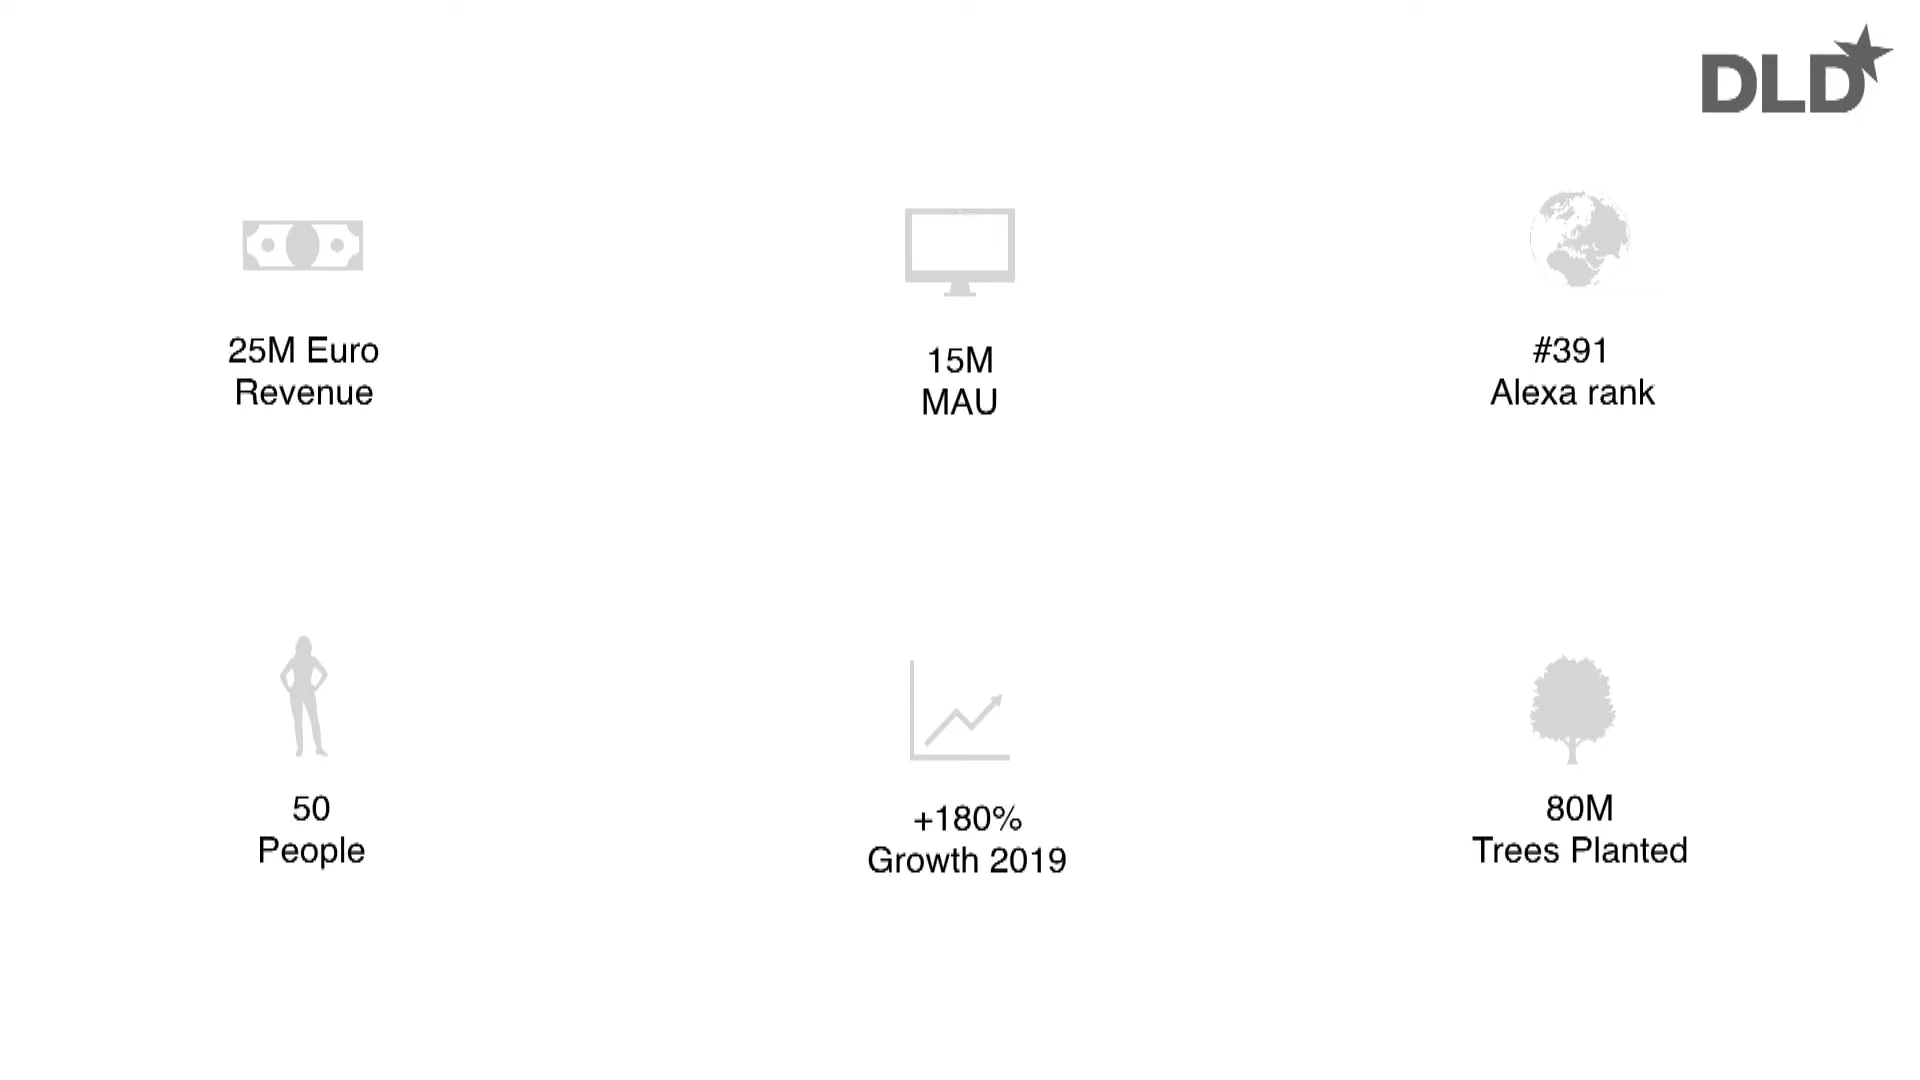 DLD
25M Euro
Revenue
15M
MAU
#391
Alexa rank
50
People
+180%
Growth 2019
80M
Trees Planted